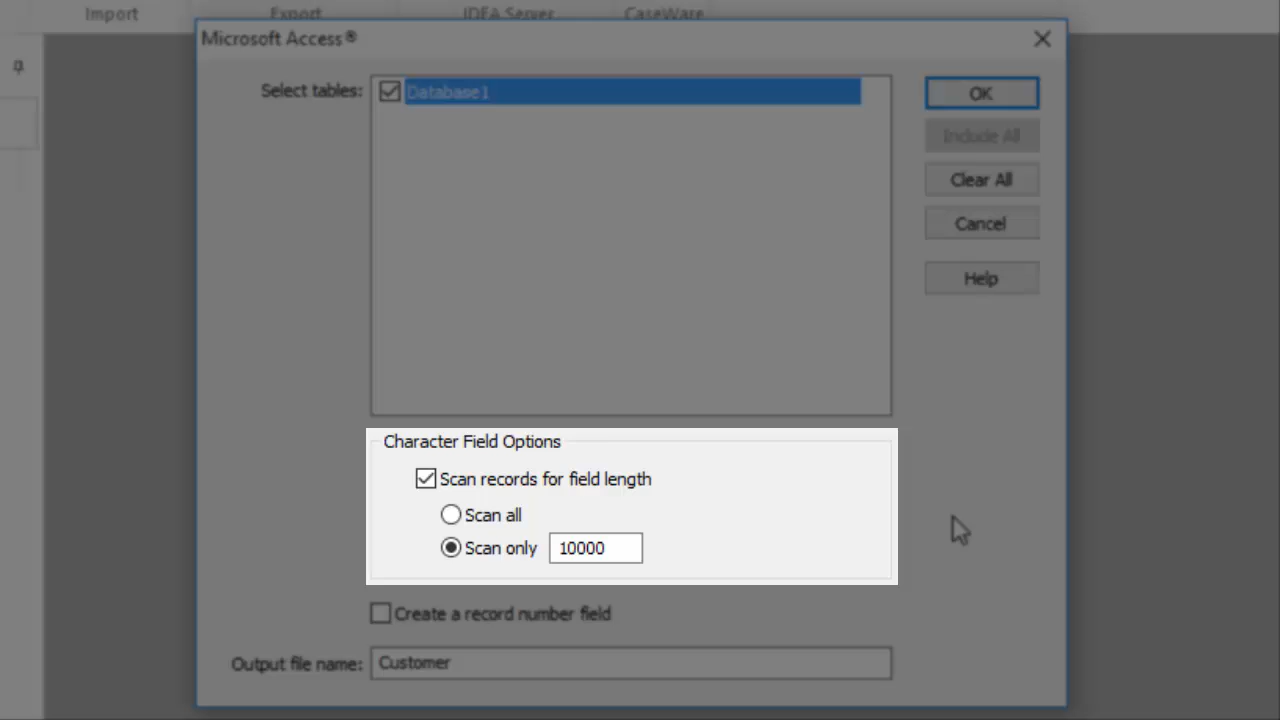 Import Export IDEA Server CaseWare
Microsoft Access®
Select tables: Database1
OK
Include All
Clear All
Cancel
Help
Character Field Options
Scan records for field length
Scan all
Scan only 10000
Create a record number field
Output file name: Customer